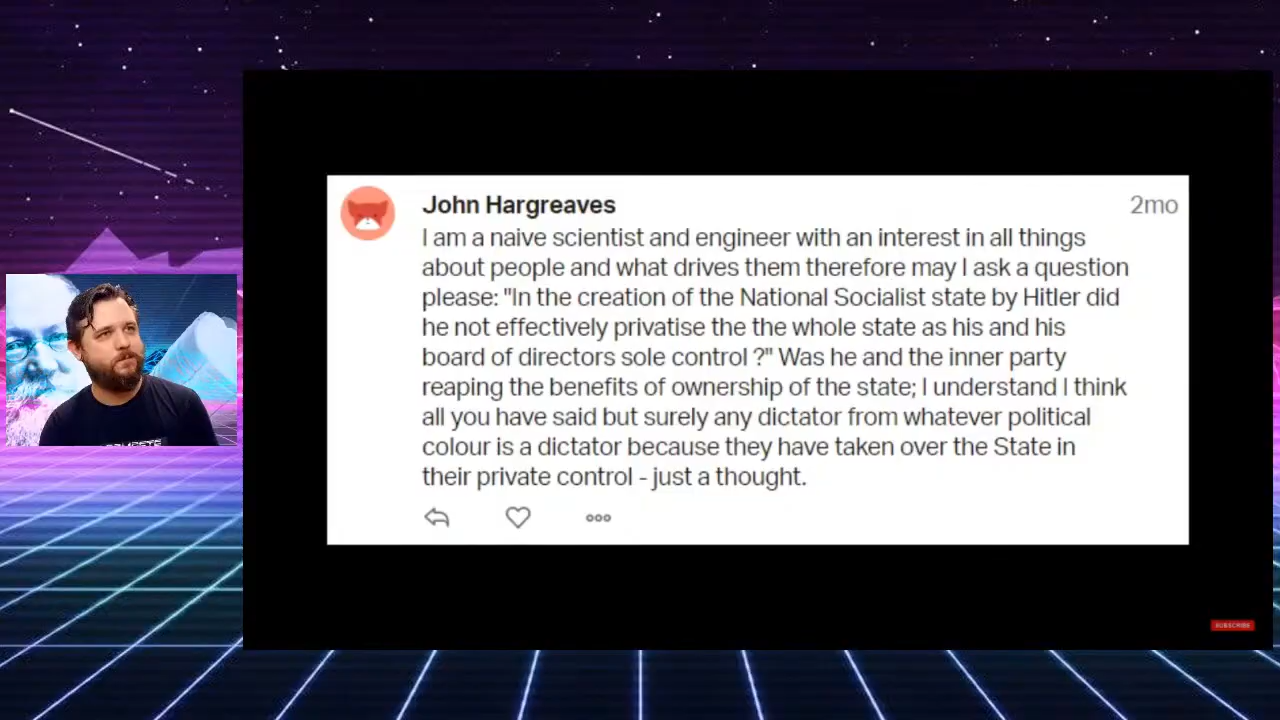 John Hargreaves
2mo
I am a naive scientist and engineer with an interest in all things
about people and what drives them therefore may I ask a question
please: "In the creation of the National Socialist state by Hitler did
he not effectively privatise the the whole state as his and his
board of directors sole control ?" Was he and the inner party
reaping the benefits of ownership of the state; I understand I think
all you have said but surely any dictator from whatever political
colour is a dictator because they have taken over the State in
their private control - just a thought.
SUBSCRIBE